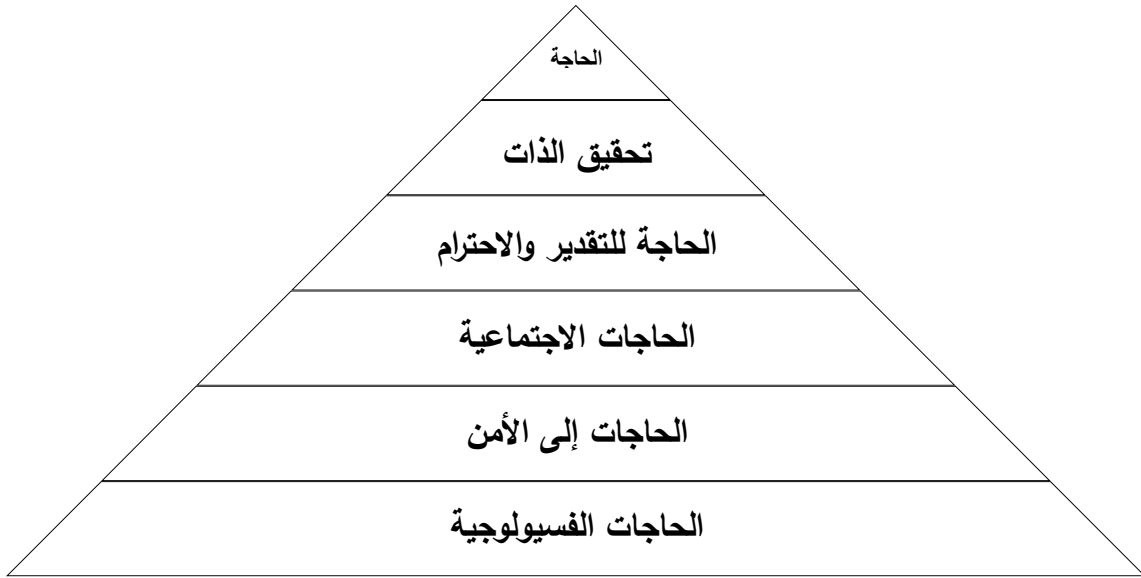 الحاجة
تحقيق الذات
الحاجة للتقدير والاحترام
الحاجات الاجتماعية
الحاجات إلى الأمن
الحاجات الفسيولوجية